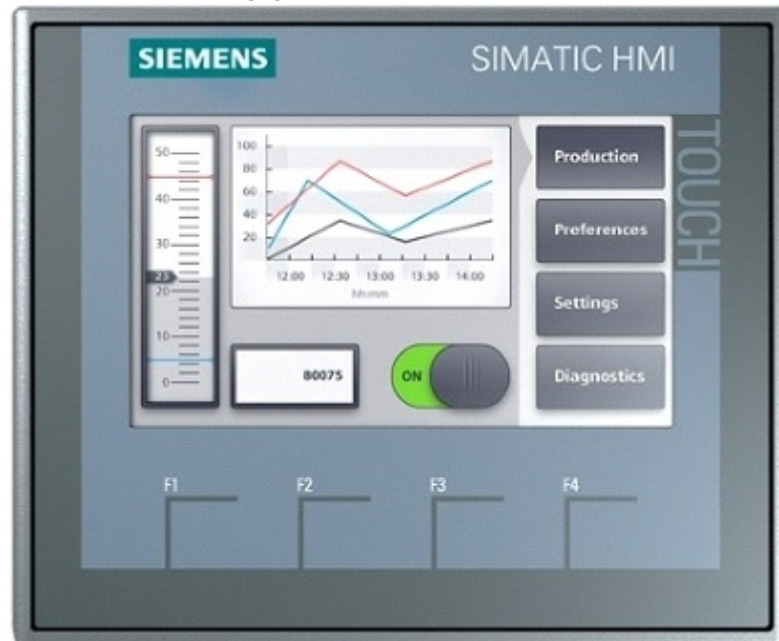 SIEMENS
SIMATIC HMI
TOUCH
50
40
30
23
20
10
0
100
80
60
40
20
12:00 12:30 13:00 13:30 14:00
hh:mm
80075
ON
Production
Preferences
Settings
Diagnostics
F1 F2 F3 F4